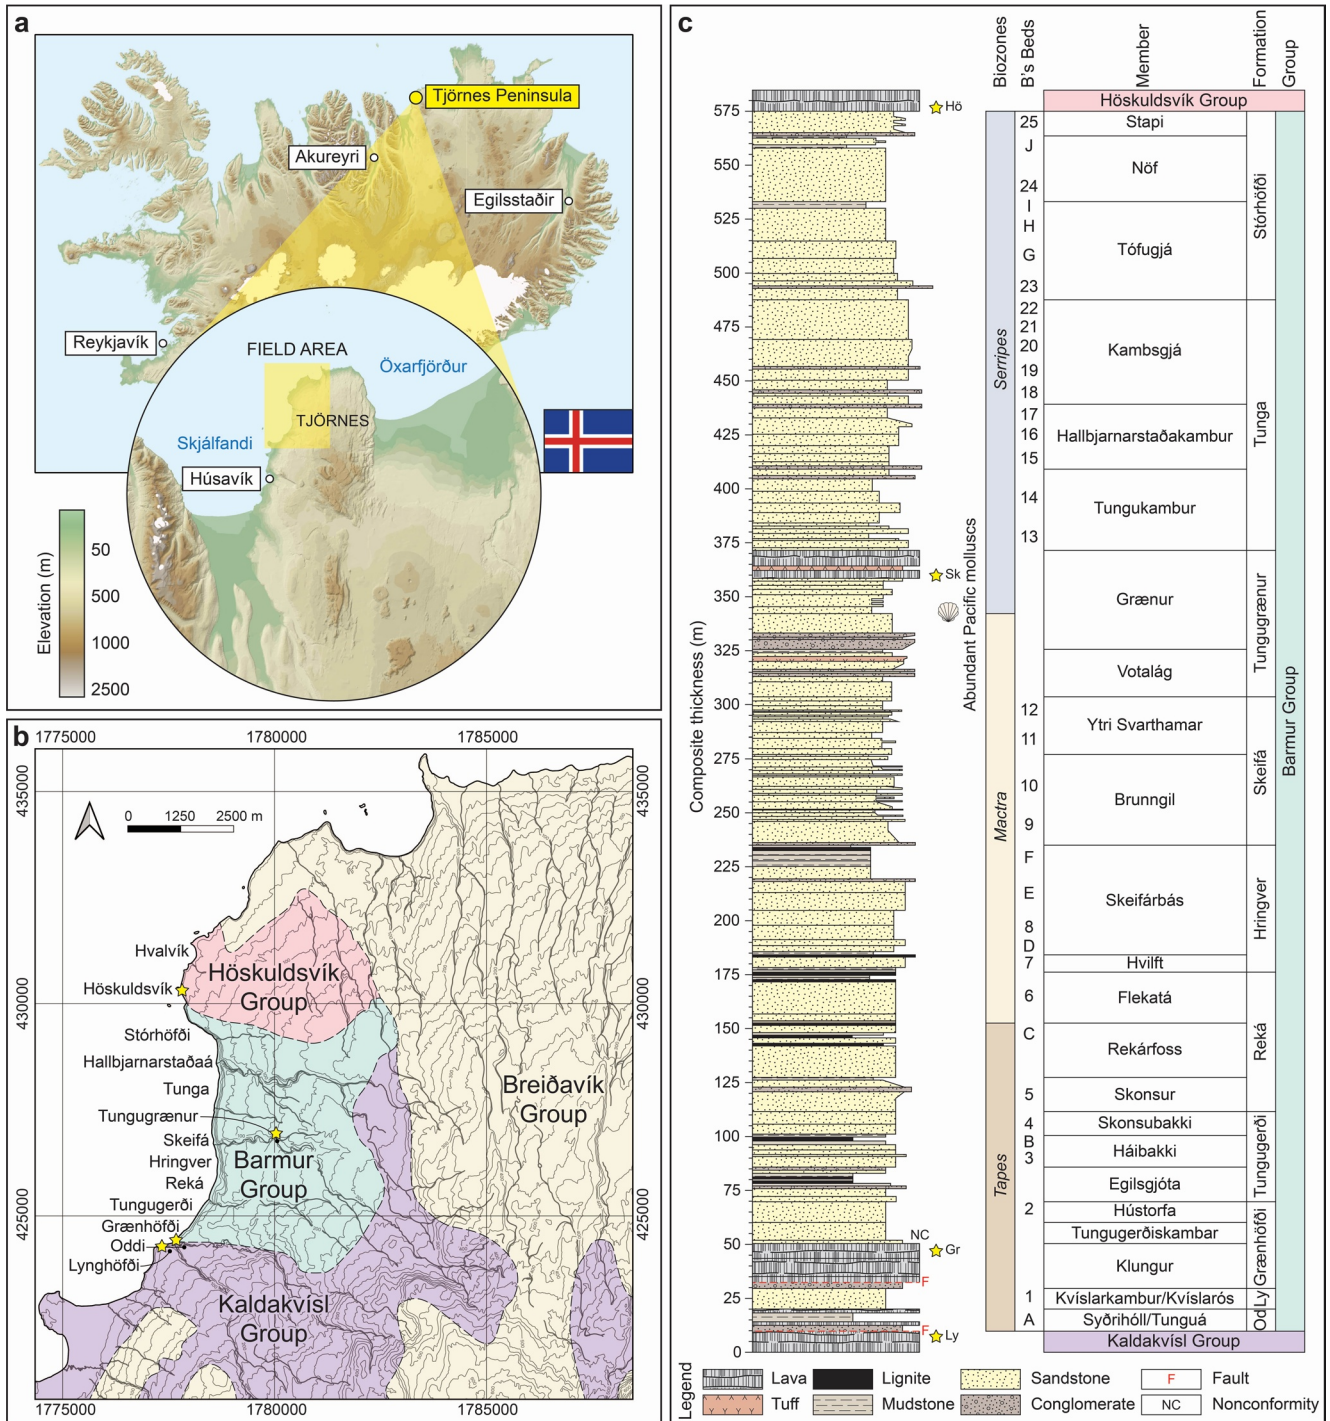 a
Tjörnes Peninsula
Akureyri
Egilsstaðir
Reykjavík
FIELD AREA
Öxarfjörður
TJÖRNES
Skjálfandi
Húsavík
Elevation (m)
50
500
1000
2500
b
1775000 1780000 1785000
435000 435000
0 1250 2500 m
Hvalvík
Höskuldsvík
Höskuldsvík
Group
430000 430000
Stórhöfði
Hallbjarnarstaðaá
Tunga
Tungugrænur
Skeifá
Hringver
Reká
Tungugerði
Grænhöfði
Oddi
Lynghöfði
Breiðavík
Group
Barmur
Group
425000 425000
Kaldakvísl
Group
1775000 1780000 1785000
c
Biozones
B's Beds
Member
Formation
Group
Composite thickness (m)
575
550
525
500
475
450
425
400
375
350
325
300
275
250
225
200
175
150
125
100
75
50
25
0
Hö
Sk
Abundant Pacific molluscs
NC
Gr
F
F
Ly
Serripes
Mactra
Tapes
25
J
24
I
H
G
23
22
21
20
19
18
17
16
15
14
13
12
11
10
9
F
E
8
D
7
6
C
5
4
B
3
2
1
A
Höskuldsvík Group
Stapi
Nöf
Tófugjá
Kambsgjá
Hallbjarnarstaðakambur
Tungukambur
Grænur
Votalág
Ytri Svarthamar
Brunngil
Skeifárbás
Hvilft
Flekatá
Rekárfoss
Skonsur
Skonsubakki
Háibakki
Egilsgjóta
Hústorfa
Tungugerðiskambar
Klungur
Kvíslarkambur/Kvíslarós
Syðrihóll/Tunguá
Kaldakvísl Group
Stórhöfði
Tunga
Tungugrænur
Skeifá
Hringver
Reká
Tungugerði
Grænhöfði
Ly
Od
Barmur Group
Legend
Lava
Lignite
Sandstone
F
Fault
Tuff
Mudstone
Conglomerate
NC
Nonconformity